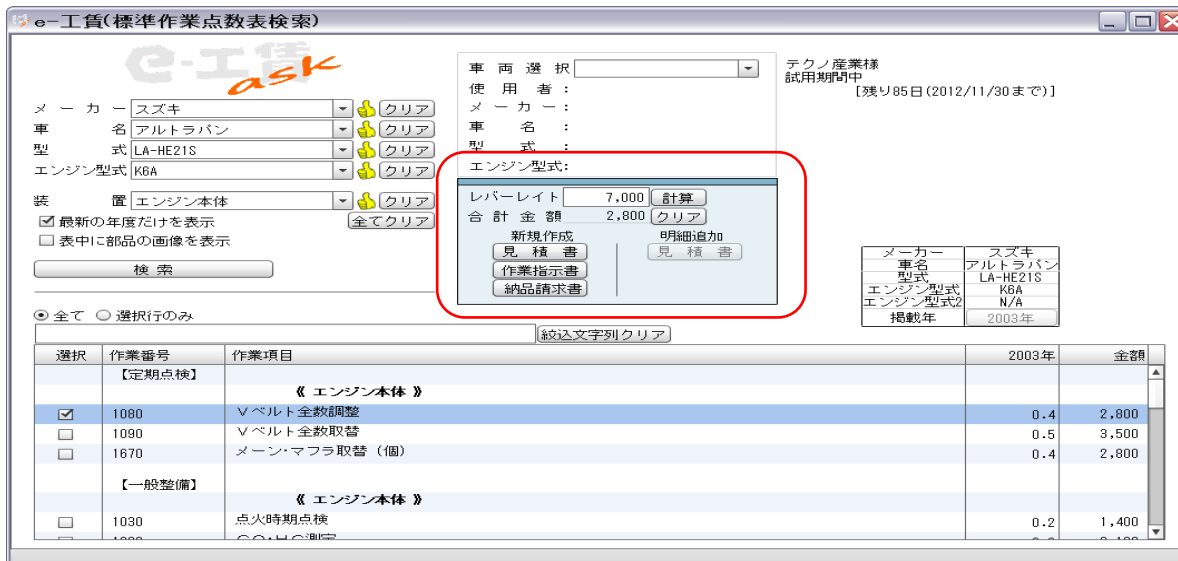 e-工賃(標準作業点数表検索)
e-工賃
ask
メーカー スズキ クリア
車名 アルトラパン クリア
型式 LA-HE21S クリア
エンジン型式 K6A クリア
装置 エンジン本体 クリア
最新の年度だけを表示 全てクリア
表中に部品の画像を表示
検索
車両選択
使用者:
メーカー:
車名:
型式:
エンジン型式:
テクノ産業様
試用期間中
[残り85日(2012/11/30まで)]
レバーレイト 7,000 計算
合計金額 2,800 クリア
新規作成 明細追加
見積書 見積書
作業指示書
納品請求書
メーカー スズキ
車名 アルトラパン
型式 LA-HE21S
エンジン型式 K6A
エンジン型式2 N/A
掲載年 2003年
全て 選択行のみ
絞込文字列クリア
選択 作業番号 作業項目 2003年 金額
【定期点検】
《 エンジン本体 》
1080 Vベルト全数調整 0.4 2,800
1090 Vベルト全数取替 0.5 3,500
1670 メーン・マフラ取替 (個) 0.4 2,800
【一般整備】
《 エンジン本体 》
1030 点火時期点検 0.2 1,400
CO・HC測定